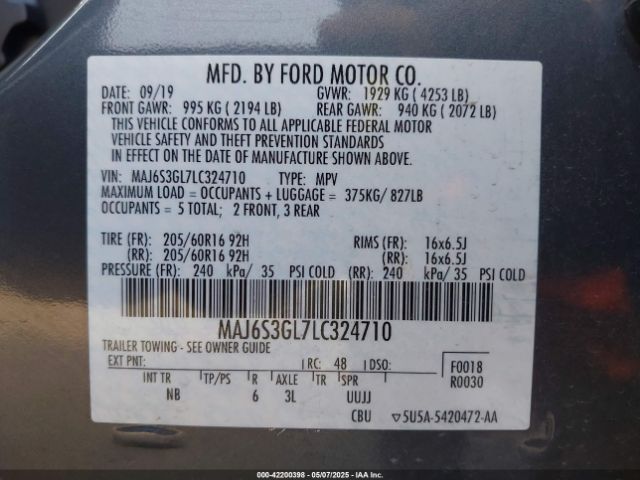 MFD. BY FORD MOTOR CO.
DATE: 09/19 GVWR: 1929 KG ( 4253 LB)
FRONT GAWR: 995 KG ( 2194 LB) REAR GAWR: 940 KG ( 2072 LB)
THIS VEHICLE CONFORMS TO ALL APPLICABLE FEDERAL MOTOR
VEHICLE SAFETY AND THEFT PREVENTION STANDARDS
IN EFFECT ON THE DATE OF MANUFACTURE SHOWN ABOVE.
VIN: MAJ6S3GL7LC324710 TYPE: MPV
MAXIMUM LOAD = OCCUPANTS + LUGGAGE = 375KG/ 827LB
OCCUPANTS = 5 TOTAL; 2 FRONT, 3 REAR
TIRE (FR): 205/60R16 92H RIMS (FR): 16x6.5J
(RR): 205/60R16 92H (RR): 16x6.5J
PRESSURE (FR): 240 kPa/ 35 PSI COLD (RR): 240 kPa/ 35 PSI COLD
MAJ6S3GL7LC324710
TRAILER TOWING - SEE OWNER GUIDE
EXT PNT: RC: 48 DSO: F0018
INT TR TP/PS R AXLE TR SPR R0030
NB 6 3L UUJJ
CBU ▽5U5A-5420472-AA
000-42200398 - 05/07/2025 - IAA Inc.